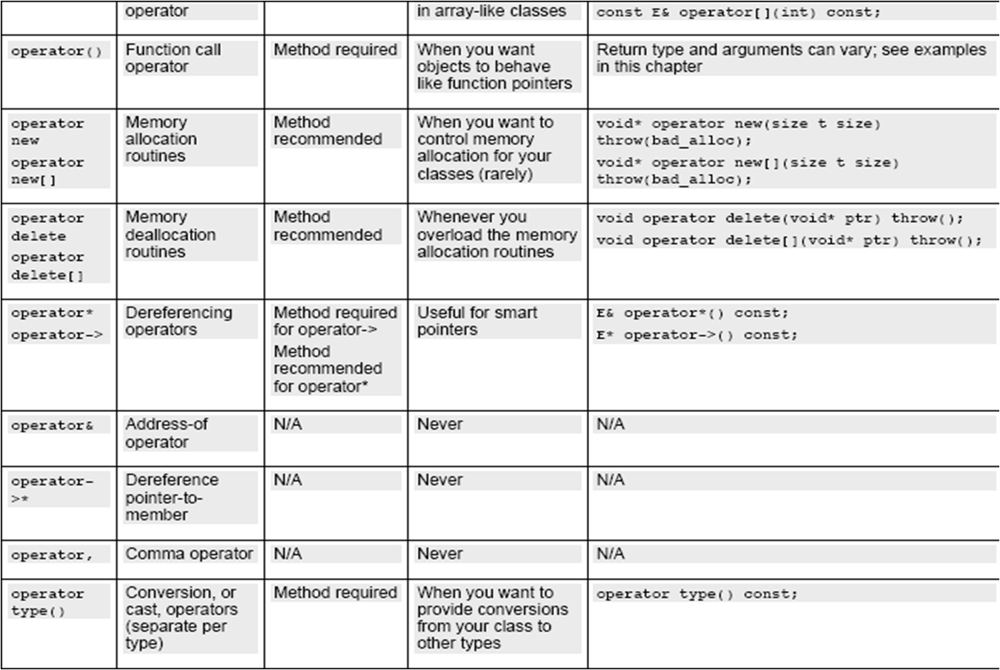 operator
in array-like classes
const E& operator[](int) const;
operator()
Function call
operator
Method required
When you want
objects to behave
like function pointers
Return type and arguments can vary; see examples
in this chapter
operator
new
operator
new[]
Memory
allocation
routines
Method
recommended
When you want to
control memory
allocation for your
classes (rarely)
void* operator new(size t size)
throw(bad_alloc);
void* operator new[](size t size)
throw(bad_alloc);
operator
delete
operator
delete[]
Memory
deallocation
routines
Method
recommended
Whenever you
overload the memory
allocation routines
void operator delete(void* ptr) throw();
void operator delete[](void* ptr) throw();
operator*
operator->
Dereferencing
operators
Method required
for operator->
Method
recommended
for operator*
Useful for smart
pointers
E& operator*() const;
E* operator->() const;
operator&
Address-of
operator
N/A
Never
N/A
operator-
>*
Dereference
pointer-to-
member
N/A
Never
N/A
operator,
Comma operator
N/A
Never
N/A
operator
type()
Conversion, or
cast, operators
(separate per
type)
Method required
When you want to
provide conversions
from your class to
other types
operator type() const;